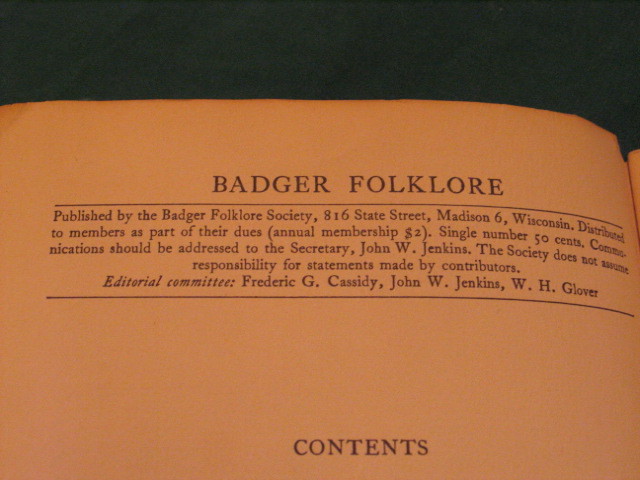 BADGER FOLKLORE
Published by the Badger Folklore Society, 816 State Street, Madison 6, Wisconsin. Distributed
to members as part of their dues (annual membership $2). Single number 50 cents. Commu-
nications should be addressed to the Secretary, John W. Jenkins. The Society does not assume
responsibility for statements made by contributors.
Editorial committee: Frederic G. Cassidy, John W. Jenkins, W. H. Glover
CONTENTS